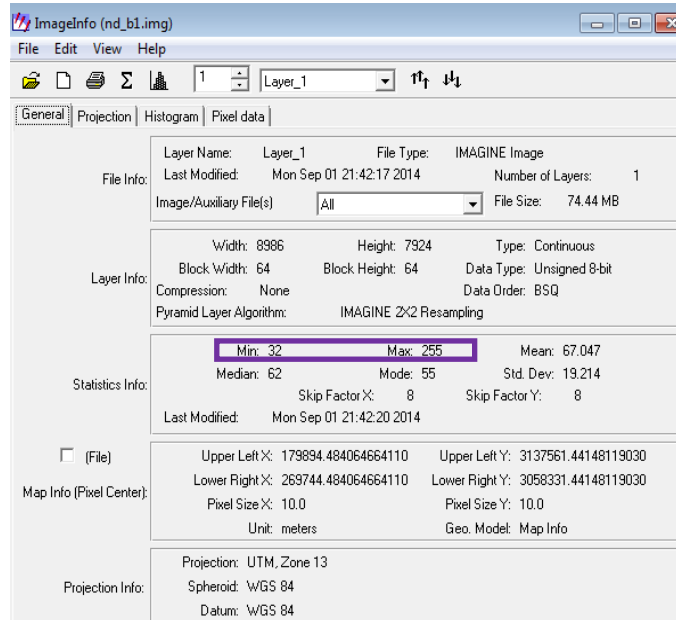 ImageInfo (nd_b1.img)
File Edit View Help
Σ 1 Layer_1
General Projection Histogram Pixel data
File Info:
Layer Name: Layer_1 File Type: IMAGINE Image
Last Modified: Mon Sep 01 21:42:17 2014 Number of Layers: 1
Image/Auxiliary File(s) All File Size: 74.44 MB
Layer Info:
Width: 8986 Height: 7924 Type: Continuous
Block Width: 64 Block Height: 64 Data Type: Unsigned 8-bit
Compression: None Data Order: BSQ
Pyramid Layer Algorithm: IMAGINE 2X2 Resampling
Statistics Info:
Min: 32 Max: 255 Mean: 67.047
Median: 62 Mode: 55 Std. Dev: 19.214
Skip Factor X: 8 Skip Factor Y: 8
Last Modified: Mon Sep 01 21:42:20 2014
(File)
Map Info (Pixel Center):
Upper Left X: 179894.484064664110 Upper Left Y: 3137561.44148119030
Lower Right X: 269744.484064664110 Lower Right Y: 3058331.44148119030
Pixel Size X: 10.0 Pixel Size Y: 10.0
Unit: meters Geo. Model: Map Info
Projection Info:
Projection: UTM, Zone 13
Spheroid: WGS 84
Datum: WGS 84